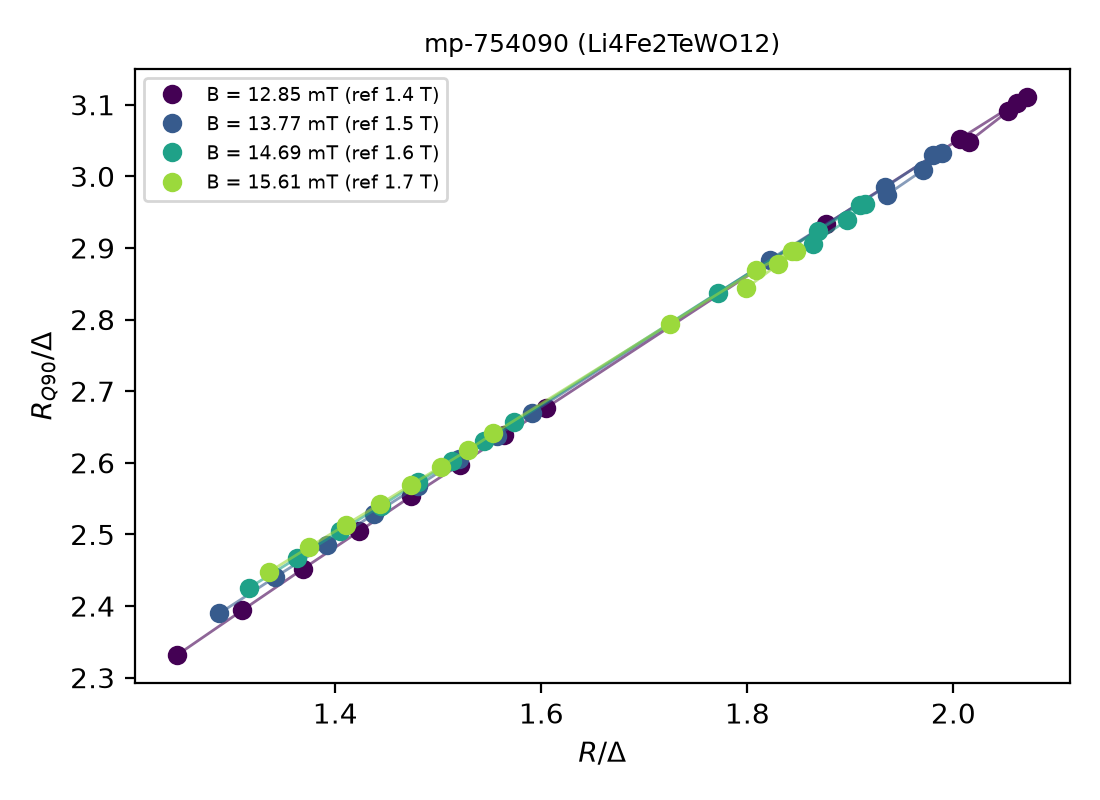 mp-754090 (Li4Fe2TeWO12)
B = 12.85 mT (ref 1.4 T)
B = 13.77 mT (ref 1.5 T)
B = 14.69 mT (ref 1.6 T)
B = 15.61 mT (ref 1.7 T)
3.1
3.0
2.9
2.8
2.7
2.6
2.5
2.4
2.3
R_{Q90}/Δ
1.4 1.6 1.8 2.0
R/Δ